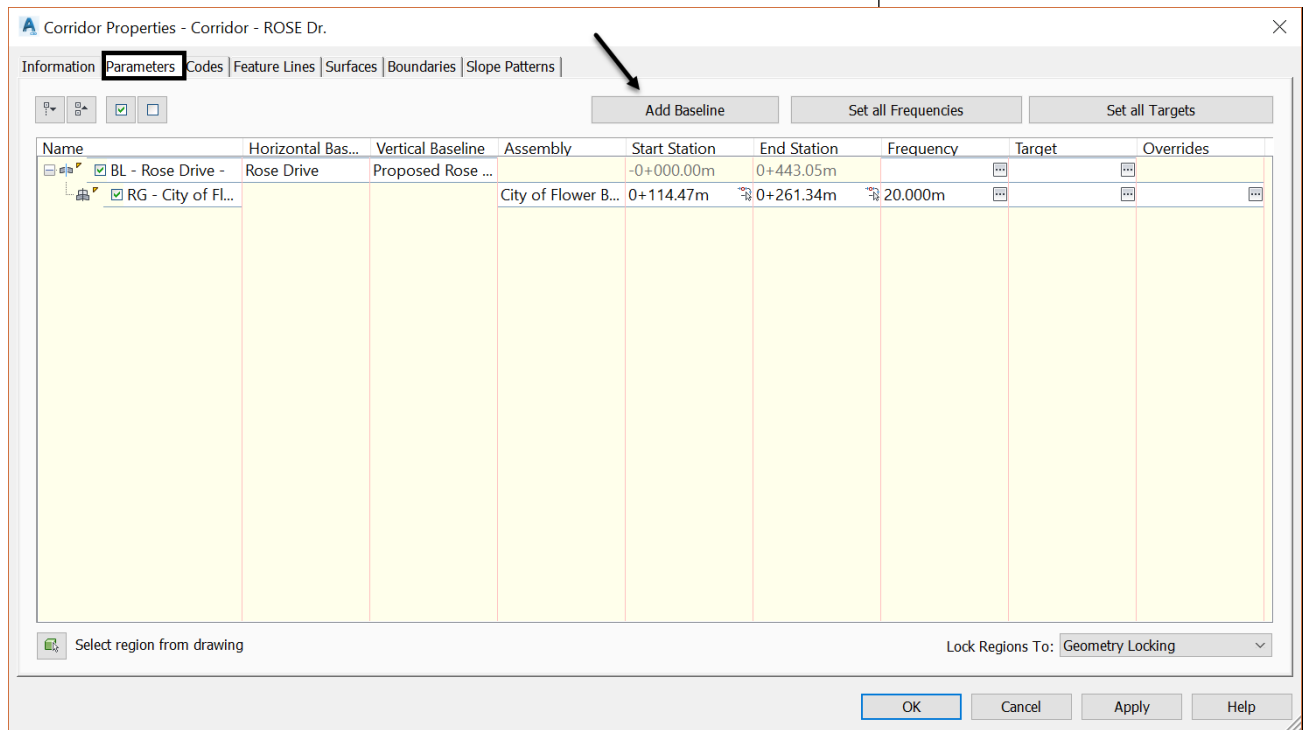 Corridor Properties - Corridor - ROSE Dr.
Information Parameters Codes Feature Lines Surfaces Boundaries Slope Patterns
Add Baseline Set all Frequencies Set all Targets
Name Horizontal Bas... Vertical Baseline Assembly Start Station End Station Frequency Target Overrides
BL - Rose Drive - Rose Drive Proposed Rose ... -0+000.00m 0+443.05m
RG - City of Fl... City of Flower B... 0+114.47m 0+261.34m 20.000m
Select region from drawing Lock Regions To: Geometry Locking
OK Cancel Apply Help